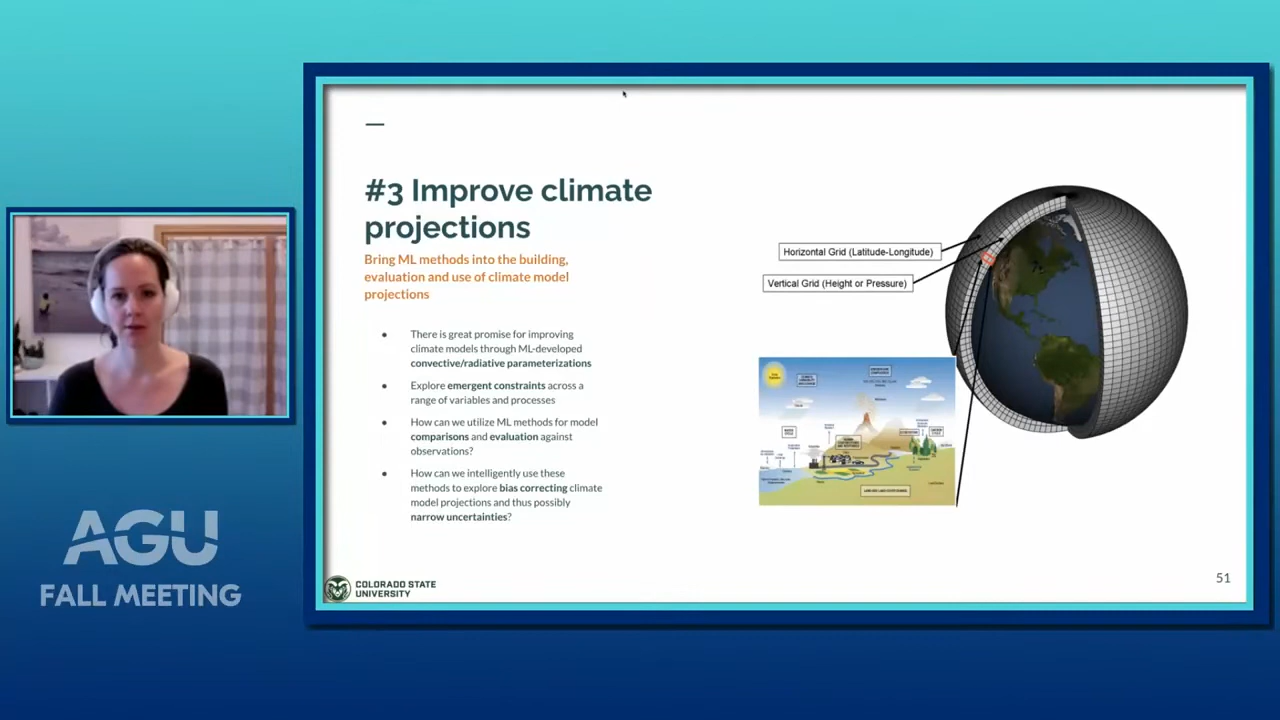 #3 Improve climate
projections
Bring ML methods into the building,
evaluation and use of climate model
projections
● There is great promise for improving
climate models through ML-developed
convective/radiative parameterizations
● Explore emergent constraints across a
range of variables and processes
● How can we utilize ML methods for model
comparisons and evaluation against
observations?
● How can we intelligently use these
methods to explore bias correcting climate
model projections and thus possibly
narrow uncertainties?
Horizontal Grid (Latitude-Longitude)
Vertical Grid (Height or Pressure)
COLORADO STATE
UNIVERSITY
51
AGU
FALL MEETING